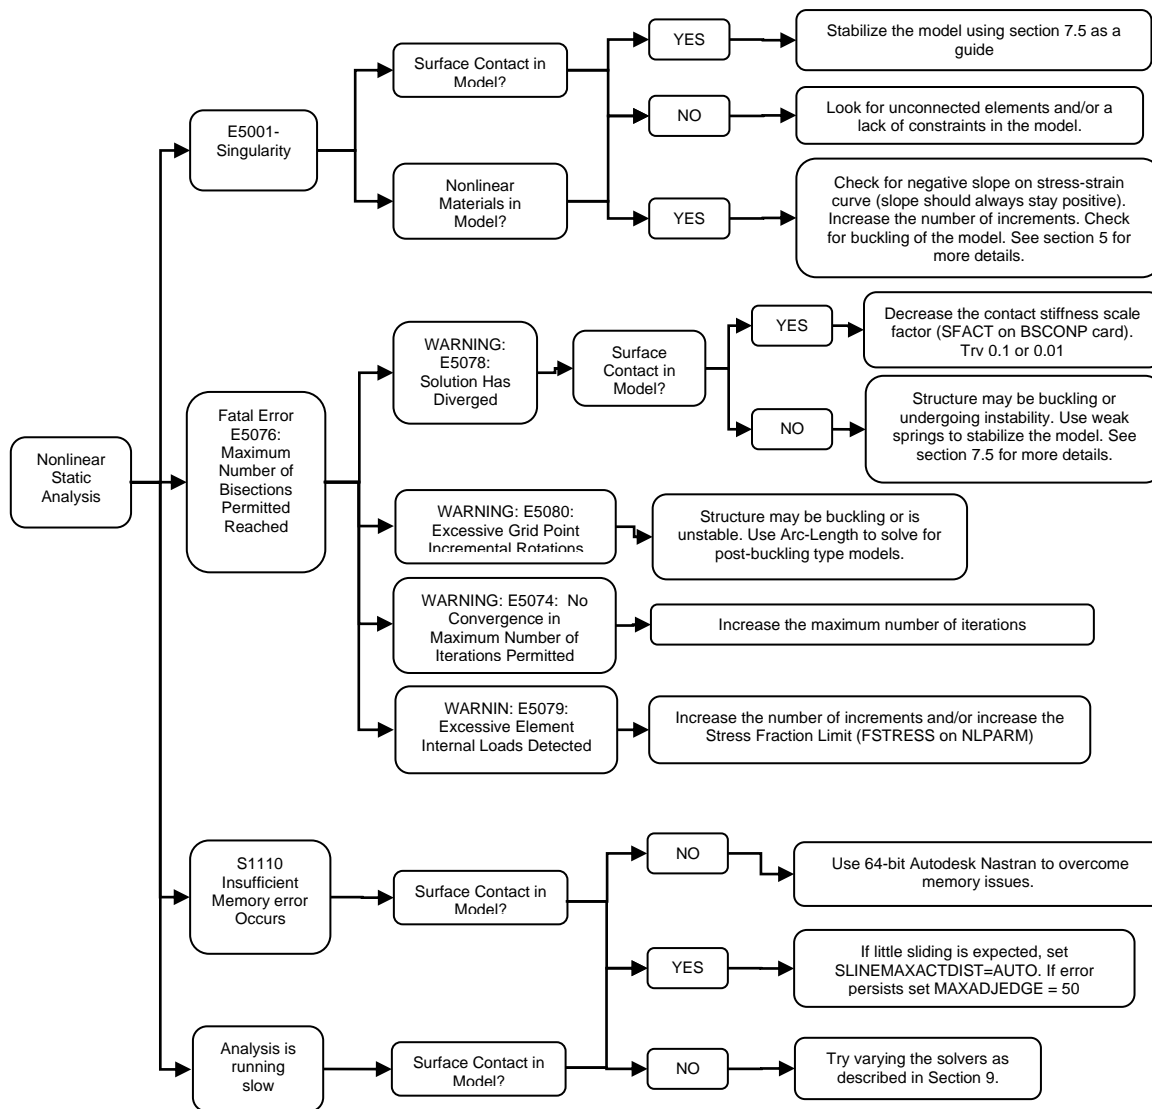 Nonlinear
Static
Analysis
E5001-
Singularity
Surface Contact in
Model?
Nonlinear
Materials in
Model?
YES
Stabilize the model using section 7.5 as a
guide
NO
Look for unconnected elements and/or a
lack of constraints in the model.
YES
Check for negative slope on stress-strain
curve (slope should always stay positive).
Increase the number of increments. Check
for buckling of the model. See section 5 for
more details.
Fatal Error
E5076:
Maximum
Number of
Bisections
Permitted
Reached
WARNING:
E5078:
Solution Has
Diverged
Surface
Contact in
Model?
YES
Decrease the contact stiffness scale
factor (SFACT on BSCONP card).
Try 0.1 or 0.01
NO
Structure may be buckling or
undergoing instability. Use weak
springs to stabilize the model. See
section 7.5 for more details.
WARNING: E5080:
Excessive Grid Point
Incremental Rotations
Structure may be buckling or is
unstable. Use Arc-Length to solve for
post-buckling type models.
WARNING: E5074: No
Convergence in
Maximum Number of
Iterations Permitted
Increase the maximum number of iterations
WARNIN: E5079:
Excessive Element
Internal Loads Detected
Increase the number of increments and/or increase the
Stress Fraction Limit (FSTRESS on NLPARM)
S1110
Insufficient
Memory error
Occurs
Surface Contact in
Model?
NO
Use 64-bit Autodesk Nastran to overcome
memory issues.
YES
If little sliding is expected, set
SLINEMAXACTDIST=AUTO. If error
persists set MAXADJEDGE = 50
Analysis is
running
slow
Surface Contact in
Model?
NO
Try varying the solvers as
described in Section 9.